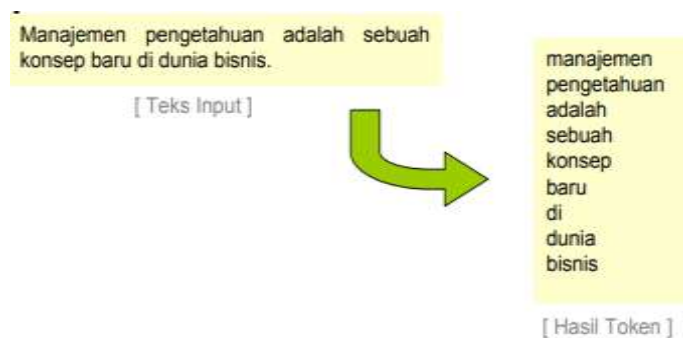 Manajemen pengetahuan adalah sebuah
konsep baru di dunia bisnis.
[ Teks Input ]
manajemen
pengetahuan
adalah
sebuah
konsep
baru
di
dunia
bisnis
[ Hasil Token ]